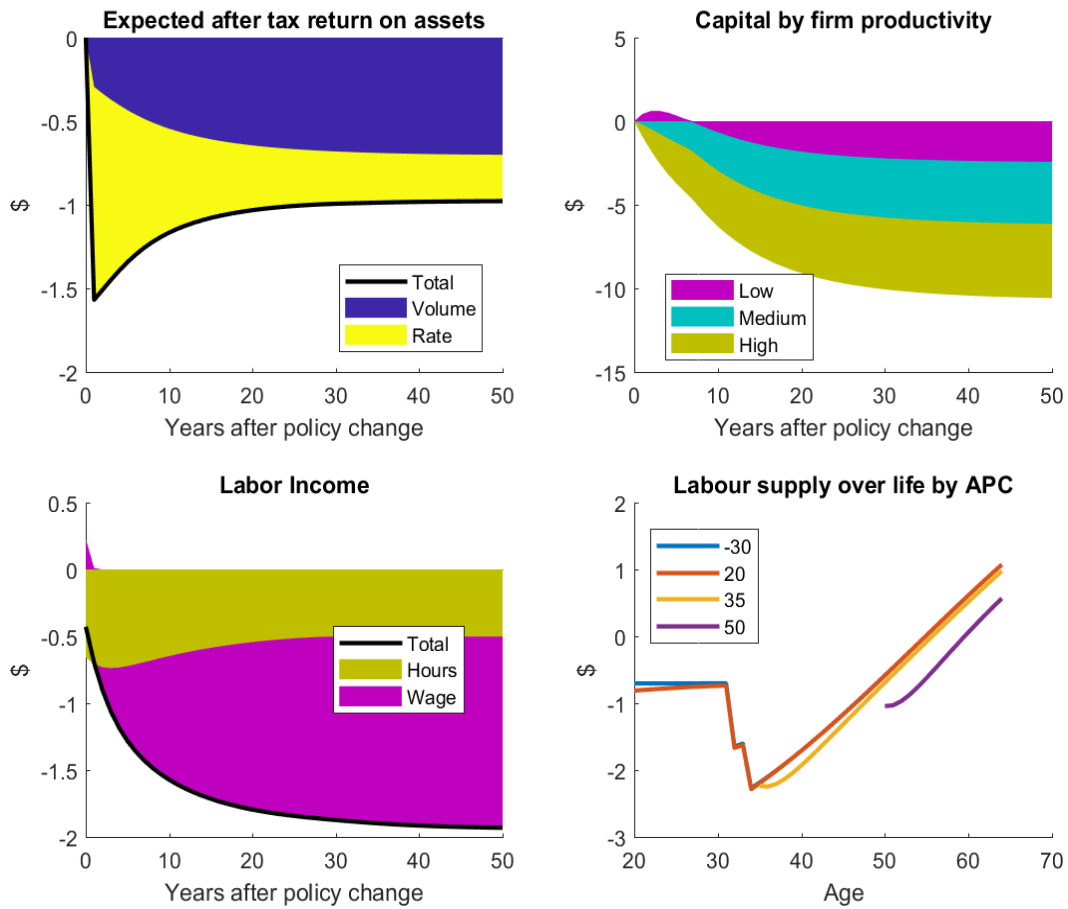 Expected after tax return on assets
0
-0.5
-1
-1.5
-2
$
Total
Volume
Rate
0 10 20 30 40 50
Years after policy change
Capital by firm productivity
5
0
-5
-10
-15
$
Low
Medium
High
0 10 20 30 40 50
Years after policy change
Labor Income
0.5
0
-0.5
-1
-1.5
-2
$
Total
Hours
Wage
0 10 20 30 40 50
Years after policy change
Labour supply over life by APC
2
1
0
-1
-2
-3
$
-30
20
35
50
20 30 40 50 60 70
Age